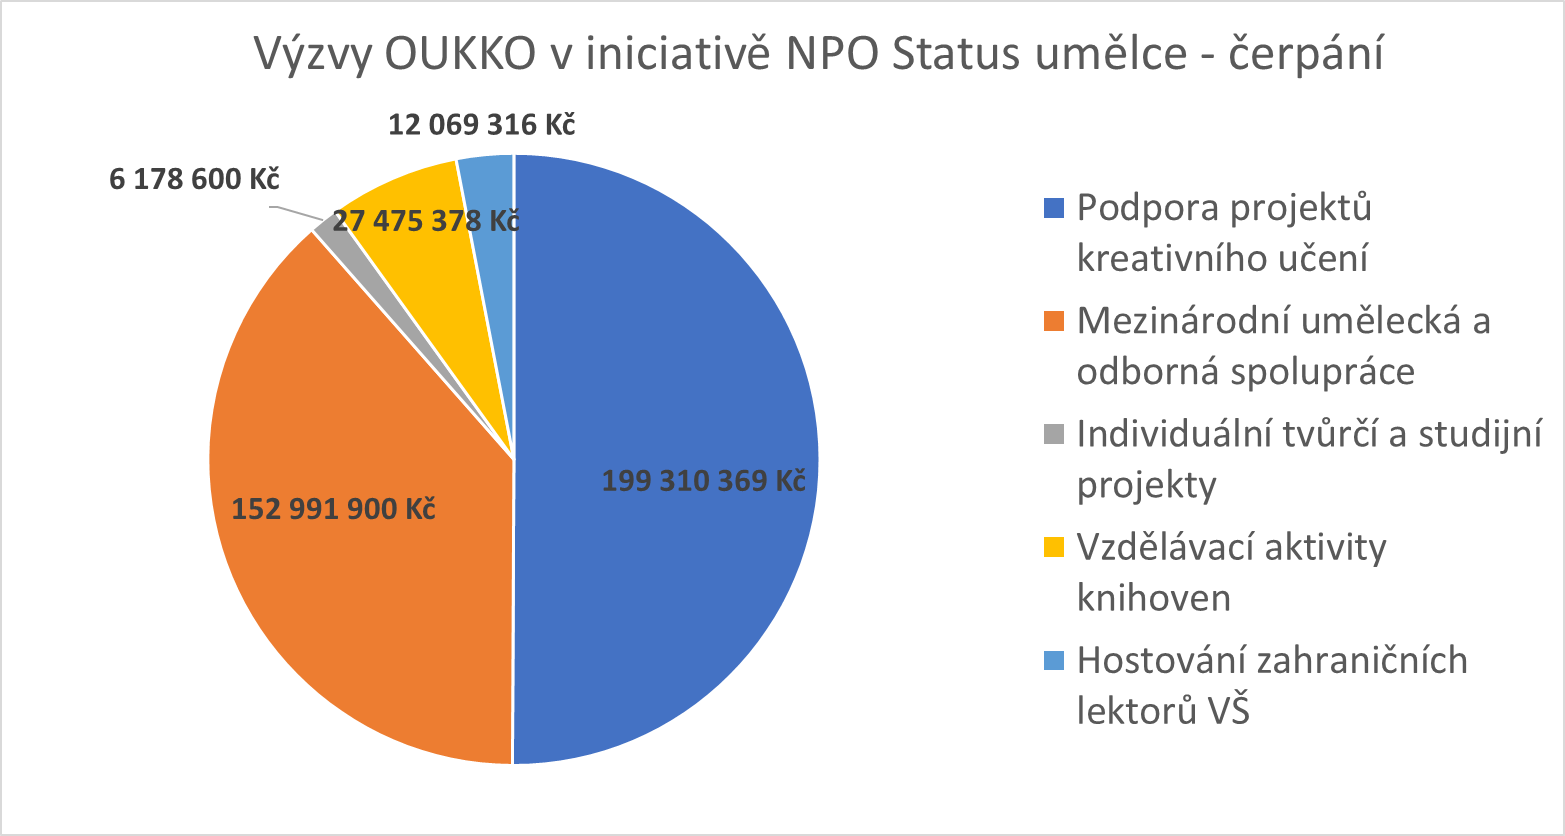 Výzvy OUKKO v iniciativě NPO Status umělce - čerpání
12 069 316 Kč
6 178 600 Kč
27 475 378 Kč
199 310 369 Kč
152 991 900 Kč
Podpora projektů
kreativního učení
Mezinárodní umělecká a
odborná spolupráce
Individuální tvůrčí a studijní
projekty
Vzdělávací aktivity
knihoven
Hostování zahraničních
lektorů VŠ